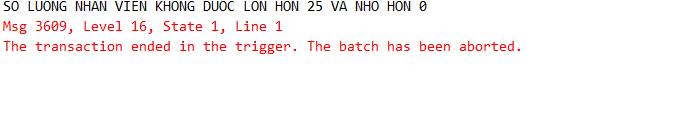 SO LUONG NHAN VIEN KHONG DUOC LON HON 25 VA NHO HON 0
Msg 3609, Level 16, State 1, Line 1
The transaction ended in the trigger. The batch has been aborted.